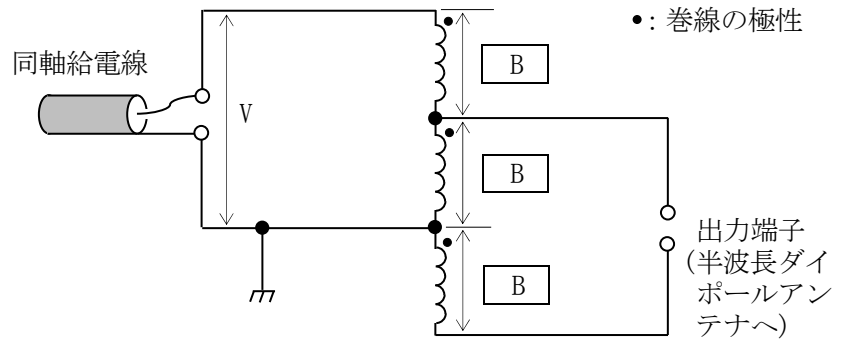 ●: 巻線の極性
同軸給電線
B
V
B
B
出力端子
(半波長ダイ
ポールアン
テナへ)